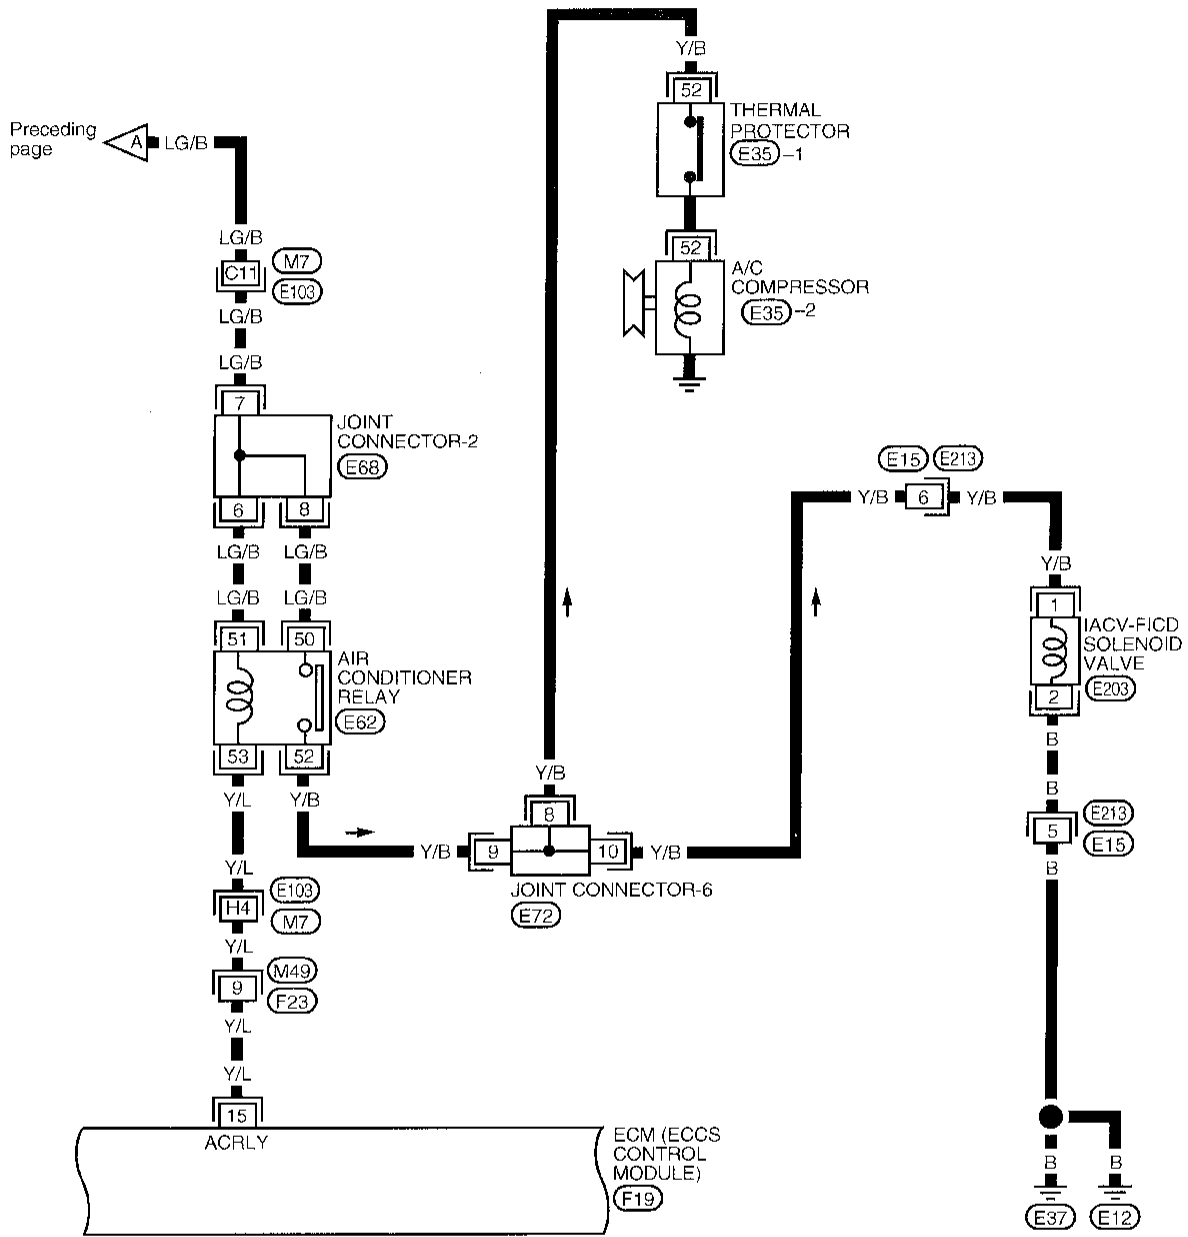 Y/B
52
THERMAL
PROTECTOR
E35 -1
Preceding
page
A
LG/B
LG/B
C11
M7
E103
LG/B
52
A/C
COMPRESSOR
E35 -2
LG/B
7
JOINT
CONNECTOR-2
E68
6
8
LG/B
LG/B
LG/B
LG/B
51
50
AIR
CONDITIONER
RELAY
E62
53
52
Y/L
Y/B
E15
E213
Y/B
6
Y/B
Y/B
1
IACV-FICD
SOLENOID
VALVE
E203
2
B
B
5
E213
E15
B
Y/B
8
Y/B
9
10
Y/B
JOINT CONNECTOR-6
E72
Y/L
H4
E103
M7
Y/L
9
M49
F23
Y/L
Y/L
15
ACRLY
ECM (ECCS
CONTROL
MODULE)
F19
B
B
E37
E12